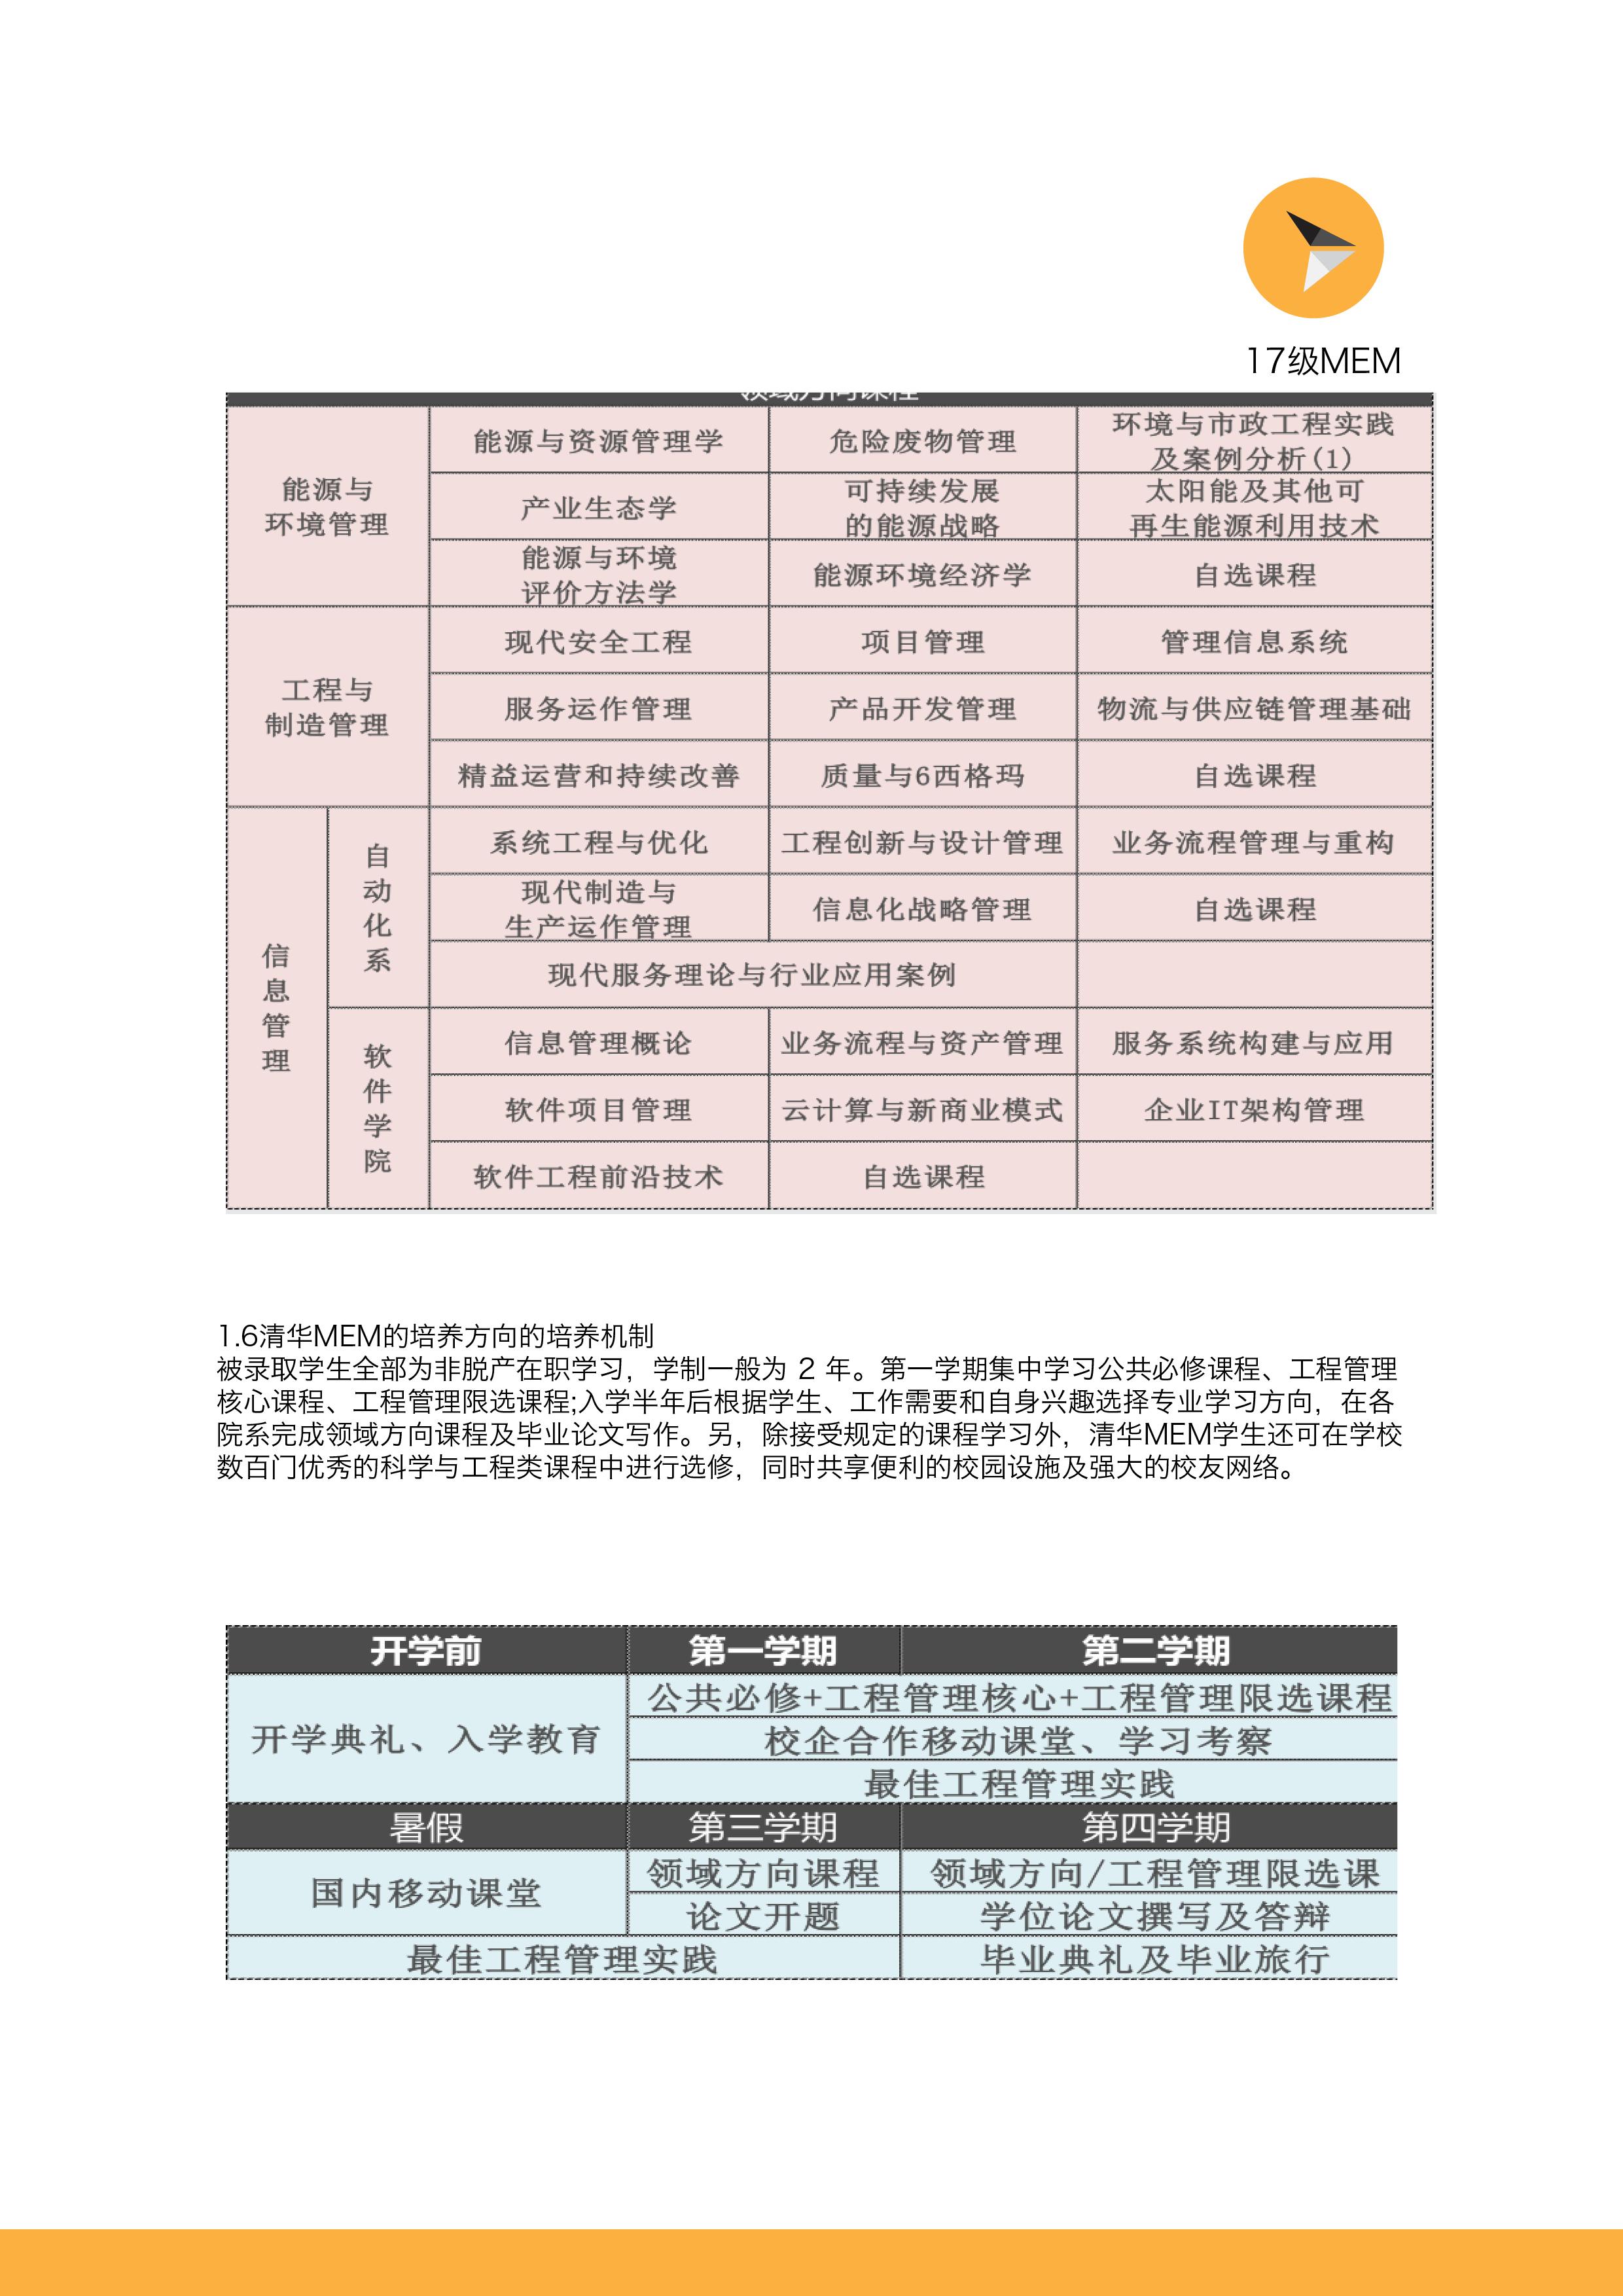 17级MEM
领域方向课程
能源与
环境管理
能源与资源管理学
危险废物管理
环境与市政工程实践
及案例分析(1)
产业生态学
可持续发展
的能源战略
太阳能及其他可
再生能源利用技术
能源与环境
评价方法学
能源环境经济学
自选课程
工程与
制造管理
现代安全工程
项目管理
管理信息系统
服务运作管理
产品开发管理
物流与供应链管理基础
精益运营和持续改善
质量与6西格玛
自选课程
信
息
管
理
自
动
化
系
系统工程与优化
工程创新与设计管理
业务流程管理与重构
现代制造与
生产运作管理
信息化战略管理
自选课程
现代服务理论与行业应用案例
软
件
学
院
信息管理概论
业务流程与资产管理
服务系统构建与应用
软件项目管理
云计算与新商业模式
企业IT架构管理
软件工程前沿技术
自选课程
1.6清华MEM的培养方向的培养机制
被录取学生全部为非脱产在职学习，学制一般为 2 年。第一学期集中学习公共必修课程、工程管理
核心课程、工程管理限选课程;入学半年后根据学生、工作需要和自身兴趣选择专业学习方向，在各
院系完成领域方向课程及毕业论文写作。另，除接受规定的课程学习外，清华MEM学生还可在学校
数百门优秀的科学与工程类课程中进行选修，同时共享便利的校园设施及强大的校友网络。
开学前
第一学期
第二学期
开学典礼、入学教育
公共必修+工程管理核心+工程管理限选课程
校企合作移动课堂、学习考察
最佳工程管理实践
暑假
第三学期
第四学期
国内移动课堂
领域方向课程
领域方向/工程管理限选课
论文开题
学位论文撰写及答辩
最佳工程管理实践
毕业典礼及毕业旅行